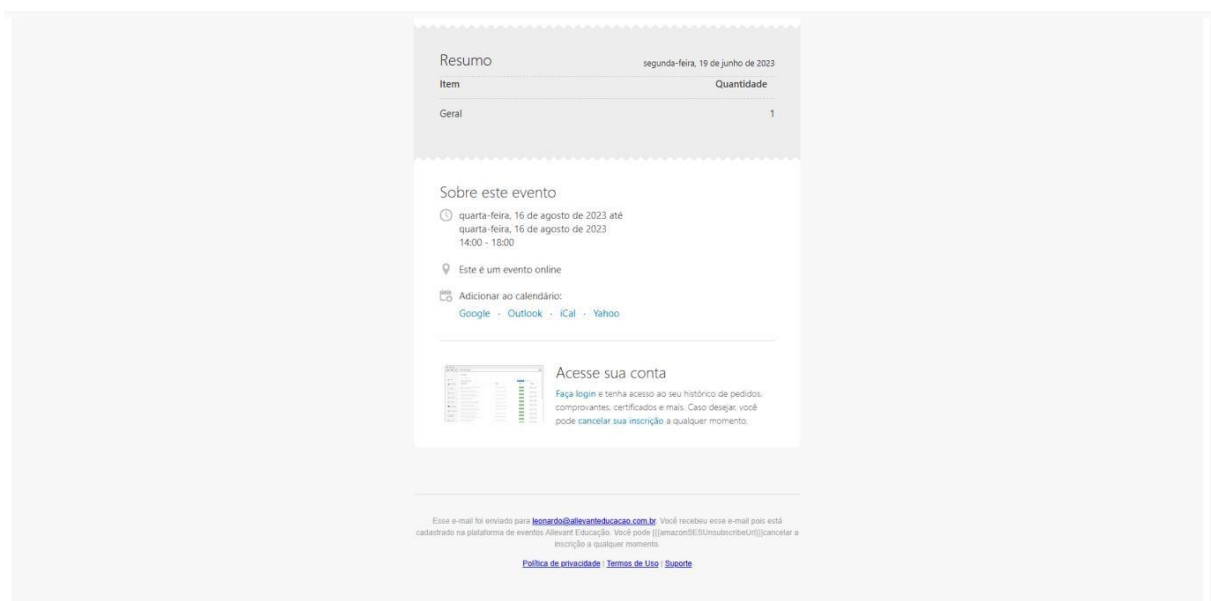 Resumo segunda-feira, 19 de junho de 2023
Item Quantidade
Geral 1
Sobre este evento
quarta-feira, 16 de agosto de 2023 até
quarta-feira, 16 de agosto de 2023
14:00 - 18:00
Este é um evento online
Adicionar ao calendário:
Google - Outlook - iCal - Yahoo
Acesse sua conta
Faça login e tenha acesso ao seu histórico de pedidos,
comprovantes, certificados e mais. Caso desejar, você
pode cancelar sua inscrição a qualquer momento.
Esse e-mail foi enviado para leonardo@allevanteducacao.com.br. Você recebeu esse e-mail pois está
cadastrado na plataforma de eventos Allevant Educação. Você pode [[[amazonSESUnsubscribeUrl]]]cancelar a
inscrição a qualquer momento.
Política de privacidade | Termos de Uso | Suporte